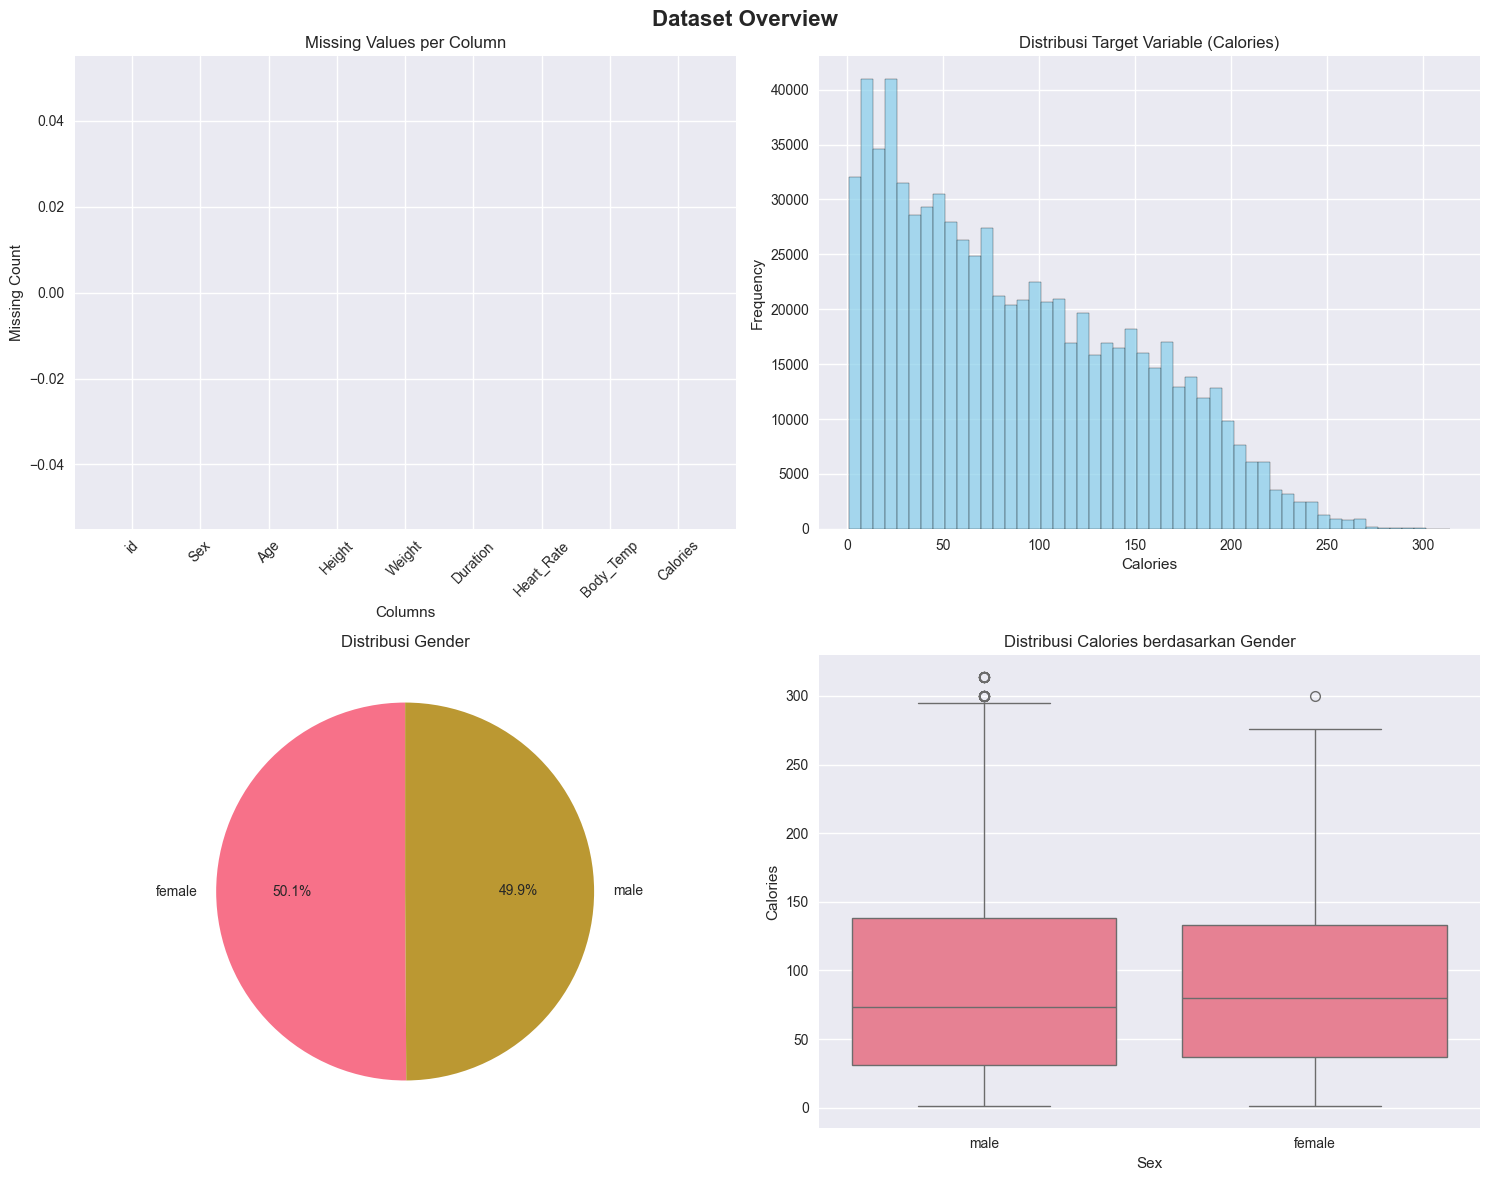 Dataset Overview
Missing Values per Column
Missing Count
0.04
0.02
0.00
−0.02
−0.04
id
Sex
Age
Height
Weight
Duration
Heart_Rate
Body_Temp
Calories
Columns
Distribusi Target Variable (Calories)
Frequency
40000
35000
30000
25000
20000
15000
10000
5000
0
0
50
100
150
200
250
300
Calories
Distribusi Gender
female
50.1%
49.9%
male
Distribusi Calories berdasarkan Gender
Calories
300
250
200
150
100
50
0
male
female
Sex